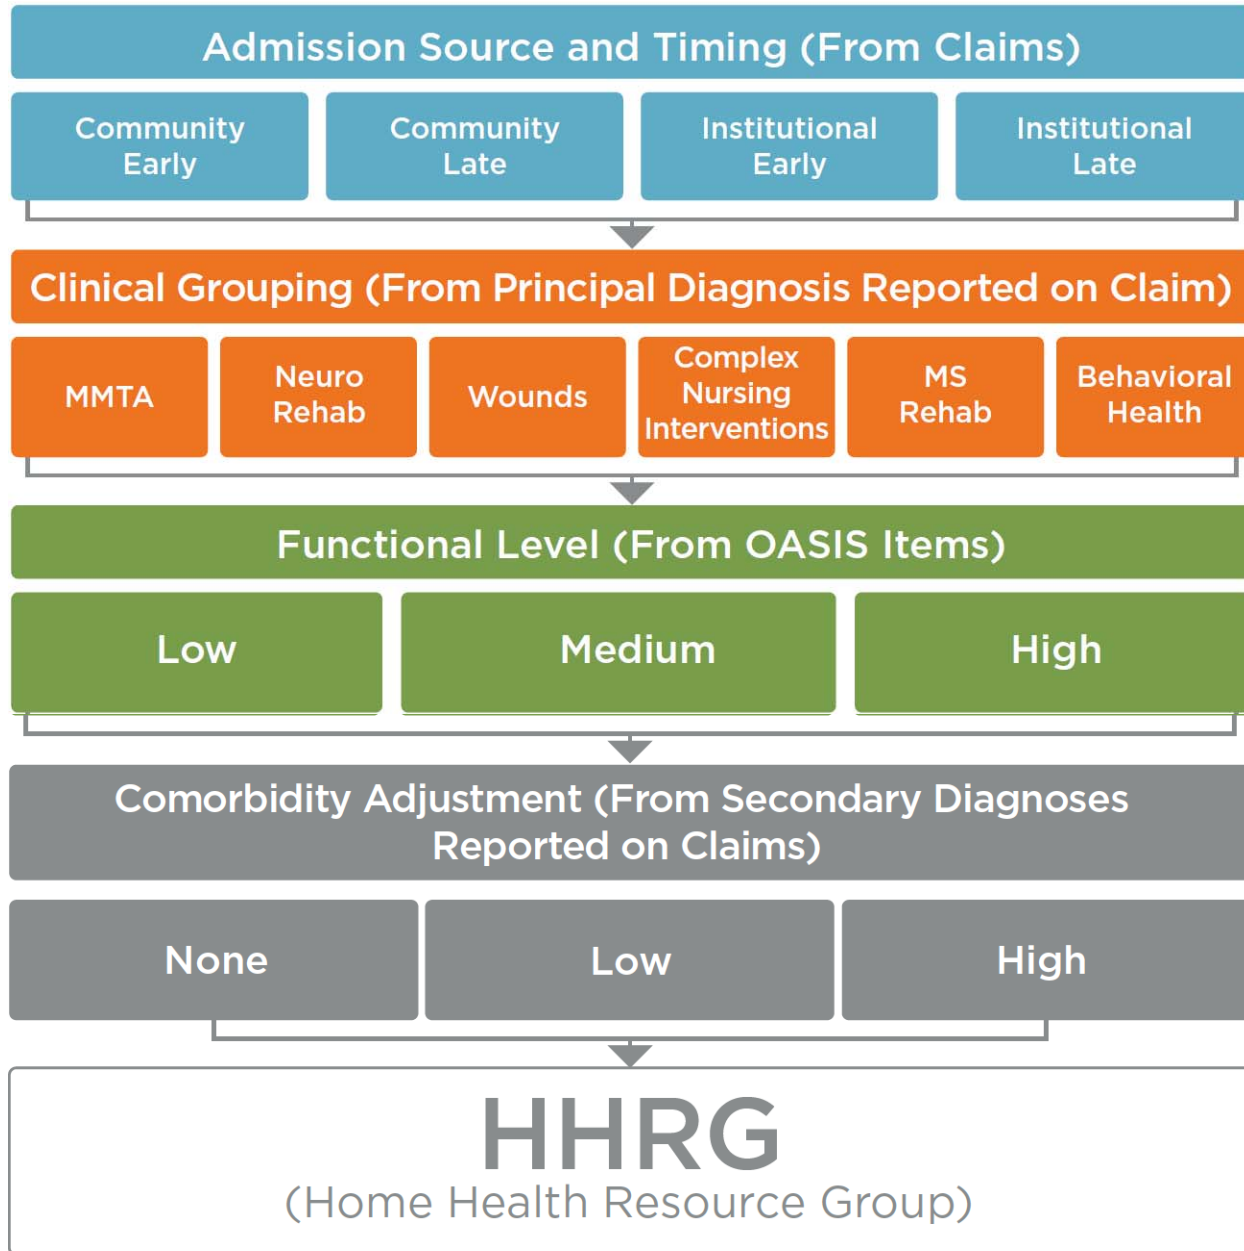 Admission Source and Timing (From Claims)
Community
Early
Community
Late
Institutional
Early
Institutional
Late
Clinical Grouping (From Principal Diagnosis Reported on Claim)
MMTA
Neuro
Rehab
Wounds
Complex
Nursing
Interventions
MS
Rehab
Behavioral
Health
Functional Level (From OASIS Items)
Low
Medium
High
Comorbidity Adjustment (From Secondary Diagnoses
Reported on Claims)
None
Low
High
HHRG
(Home Health Resource Group)